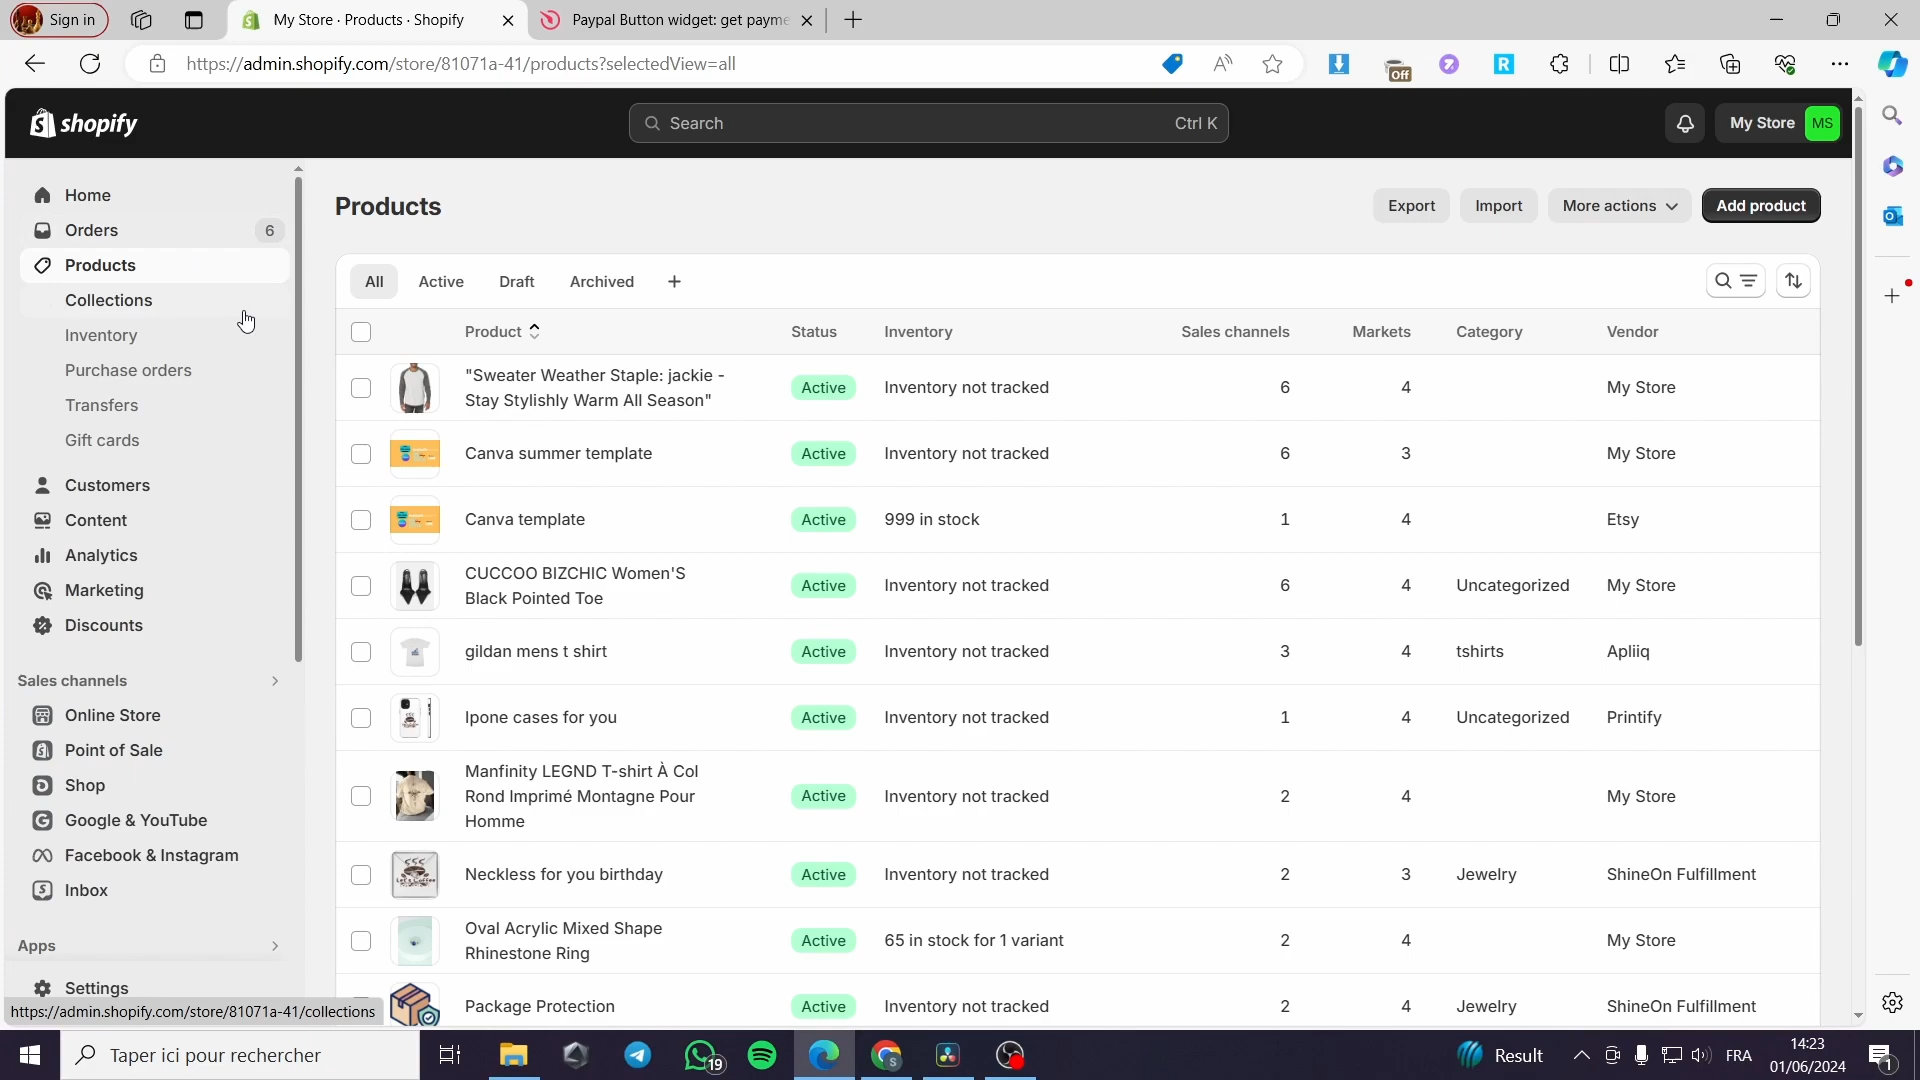 Sign in
My Store · Products · Shopify
Paypal Button widget: get payme
https://admin.shopify.com/store/81071a-41/products?selectedView=all
Off
shopify
Search
Ctrl K
My Store
MS
Home
Orders
6
Products
Collections
Inventory
Purchase orders
Transfers
Gift cards
Customers
Content
Analytics
Marketing
Discounts
Sales channels
Online Store
Point of Sale
Shop
Google & YouTube
Facebook & Instagram
Inbox
Apps
Settings
https://admin.shopify.com/store/81071a-41/collections
Products
Export
Import
More actions
Add product
All
Active
Draft
Archived
Product
Status
Inventory
Sales channels
Markets
Category
Vendor
"Sweater Weather Staple: jackie -
Stay Stylishly Warm All Season"
Active
Inventory not tracked
6
4
My Store
Canva summer template
Active
Inventory not tracked
6
3
My Store
Canva template
Active
999 in stock
1
4
Etsy
CUCCOO BIZCHIC Women'S
Black Pointed Toe
Active
Inventory not tracked
6
4
Uncategorized
My Store
gildan mens t shirt
Active
Inventory not tracked
3
4
tshirts
Apliiq
Ipone cases for you
Active
Inventory not tracked
1
4
Uncategorized
Printify
Manfinity LEGND T-shirt À Col
Rond Imprimé Montagne Pour
Homme
Active
Inventory not tracked
2
4
My Store
Neckless for you birthday
Active
Inventory not tracked
2
3
Jewelry
ShineOn Fulfillment
Oval Acrylic Mixed Shape
Rhinestone Ring
Active
65 in stock for 1 variant
2
4
My Store
Package Protection
Active
Inventory not tracked
2
4
Jewelry
ShineOn Fulfillment
Taper ici pour rechercher
19
Result
FRA
14:23
01/06/2024
1